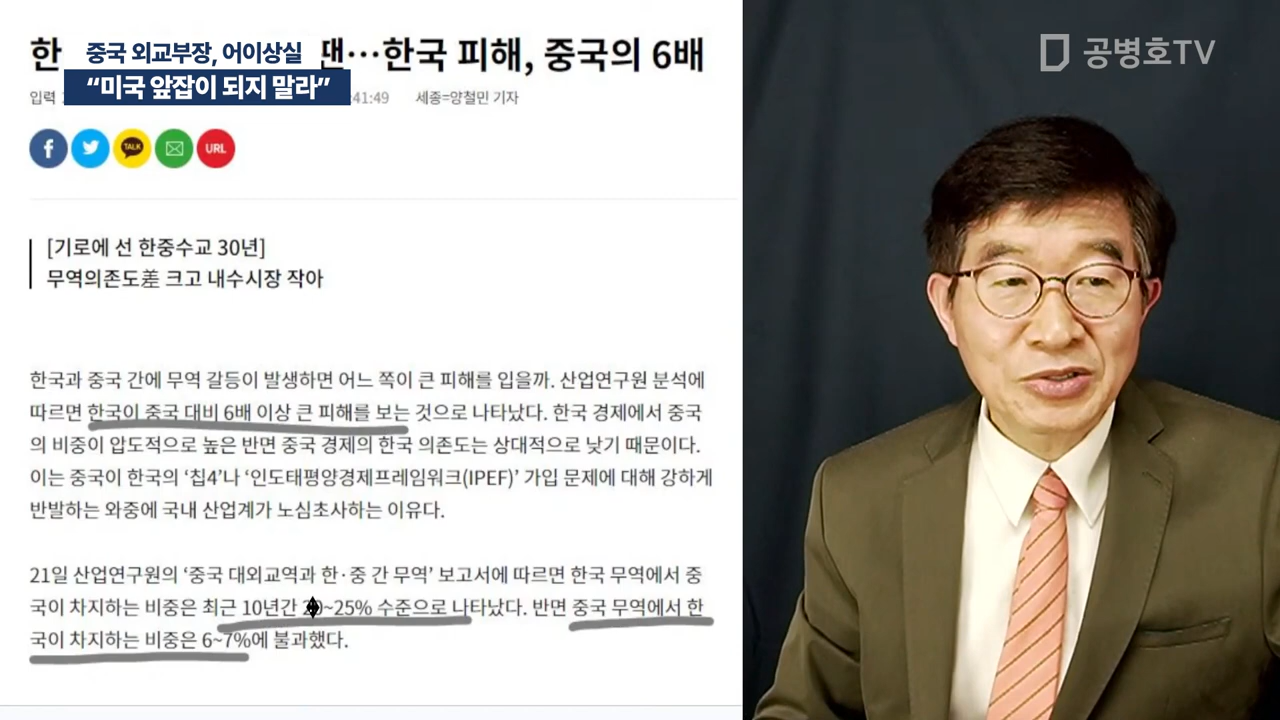 중국 외교부장, 어이상실
“미국 앞잡이 되지 말라”
한
땐…한국 피해, 중국의 6배
공병호TV
입력
:41:49 세종=양철민 기자
f
TALK
URL
[기로에 선 한중수교 30년]
무역의존도差 크고 내수시장 작아
한국과 중국 간에 무역 갈등이 발생하면 어느 쪽이 큰 피해를 입을까. 산업연구원 분석에
따르면 한국이 중국 대비 6배 이상 큰 피해를 보는 것으로 나타났다. 한국 경제에서 중국
의 비중이 압도적으로 높은 반면 중국 경제의 한국 의존도는 상대적으로 낮기 때문이다.
이는 중국이 한국의 ‘칩4’나 ‘인도태평양경제프레임워크(IPEF)’ 가입 문제에 대해 강하게
반발하는 와중에 국내 산업계가 노심초사하는 이유다.
21일 산업연구원의 ‘중국 대외교역과 한·중 간 무역’ 보고서에 따르면 한국 무역에서 중
국이 차지하는 비중은 최근 10년간 20~25% 수준으로 나타났다. 반면 중국 무역에서 한
국이 차지하는 비중은 6~7%에 불과했다.